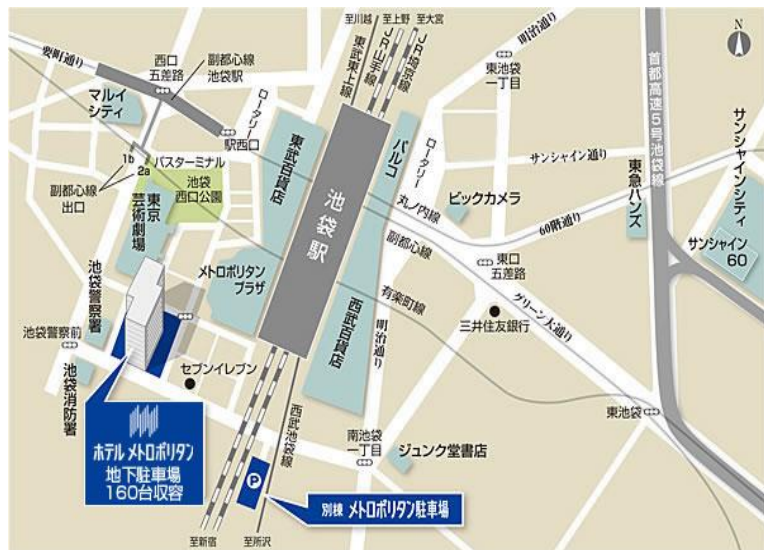 至川越
至上野
至大宮
N
要町通り
西口
五差路
副都心線
池袋駅
東武東上線
JR山手線
JR埼京線
明治通り
東池袋
一丁目
首都高速5号池袋線
マルイ
シティ
ロータリー
駅西口
1b
2a
バスターミナル
副都心線
出口
池袋
西口公園
東京
芸術劇場
東武百貨店
池袋駅
パルコ
ロータリー
サンシャイン通り
東急ハンズ
サンシャインシティ
サンシャイン
60
ビックカメラ
丸ノ内線
60階通り
副都心線
東口
五差路
グリーン大通り
有楽町線
メトロポリタン
プラザ
西武百貨店
明治通り
三井住友銀行
池袋警察署
池袋警察前
池袋消防署
セブンイレブン
西武池袋線
南池袋
一丁目
ジュンク堂書店
東池袋
ホテル メトロポリタン
地下駐車場
160台収容
P
別棟 メトロポリタン駐車場
至新宿
至所沢